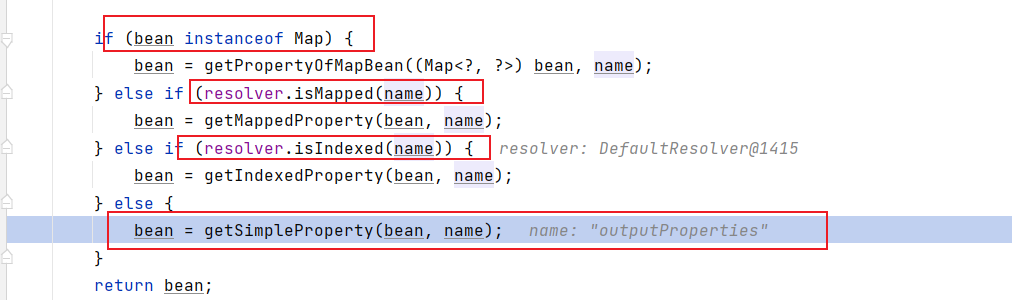 if (bean instanceof Map) {
bean = getPropertyOfMapBean((Map<?, ?>) bean, name);
} else if (resolver.isMapped(name)) {
bean = getMappedProperty(bean, name);
} else if (resolver.isIndexed(name)) { resolver: DefaultResolver@1415
bean = getIndexedProperty(bean, name);
} else {
bean = getSimpleProperty(bean, name); name: "outputProperties"
}
return bean;